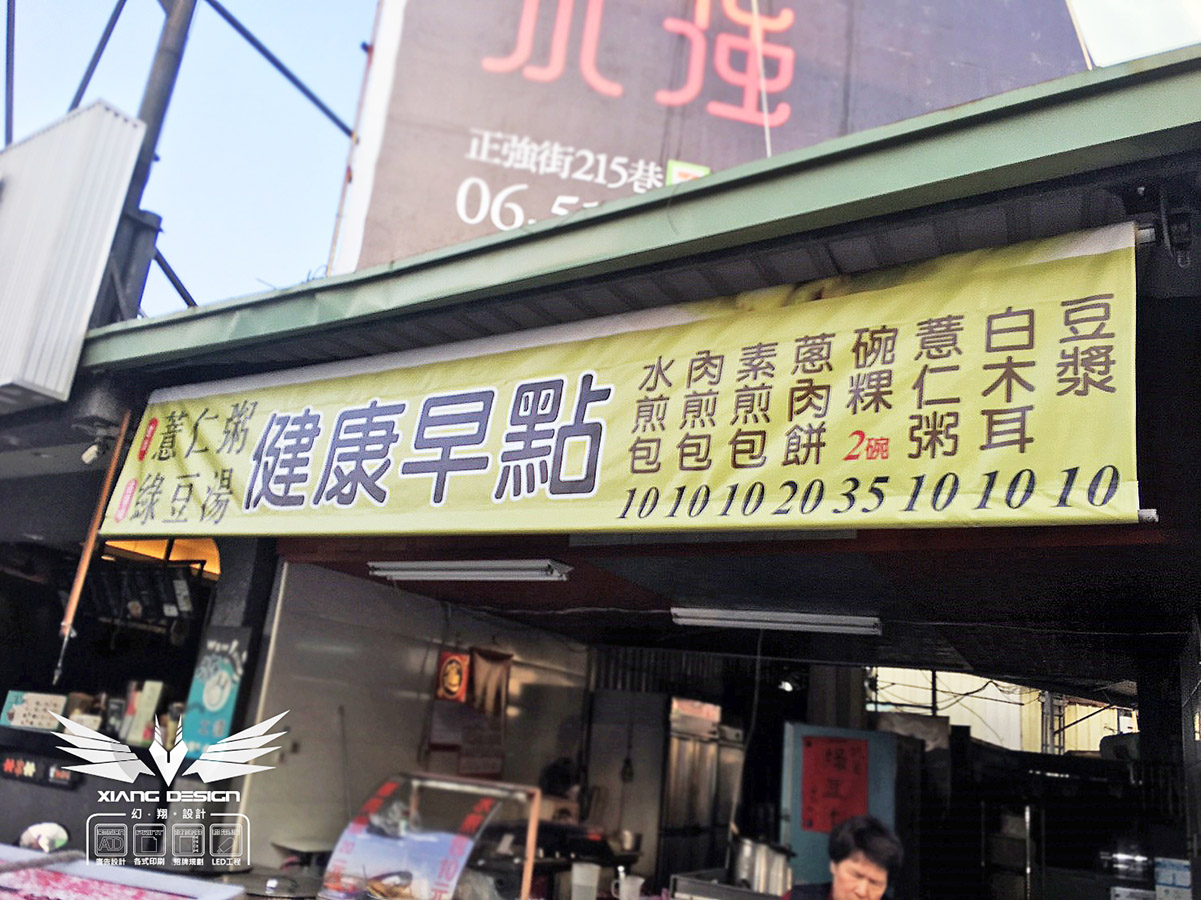 水強
正強街215巷
06.
薏仁粥
綠豆湯
健康早點
水煎包 10
肉煎包 10
素煎包 10
蔥肉餅 20
碗粿 2碗 35
薏仁粥 10
白木耳 10
豆漿 10
XIANG DESIGN
幻.翔.設計
廣告設計 各式印刷 招牌規劃 LED工程